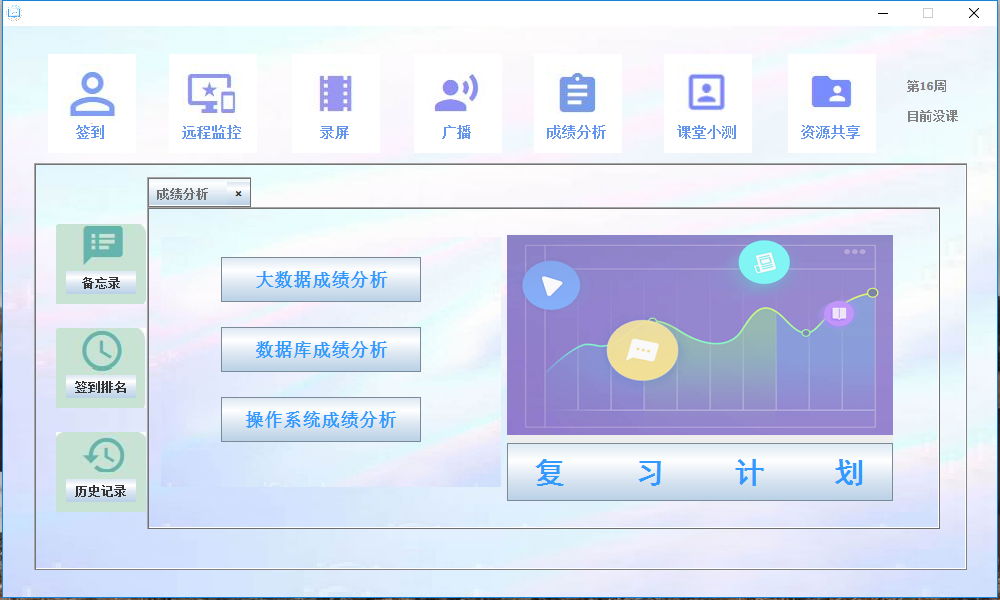 签到
远程监控
录屏
广播
成绩分析
课堂小测
资源共享
第16周
目前没课
成绩分析 ×
备忘录
签到排名
历史记录
大数据成绩分析
数据库成绩分析
操作系统成绩分析
复 习 计 划